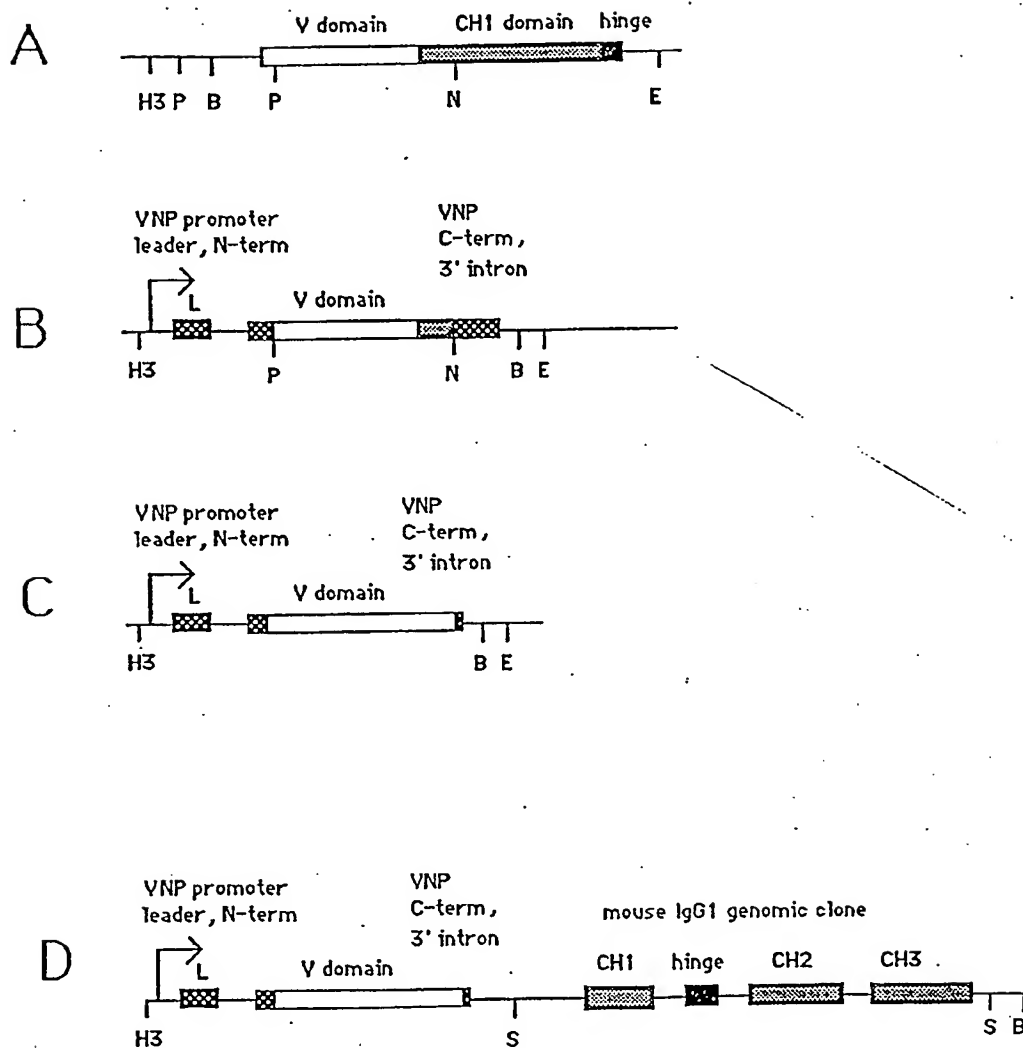 A
V domain CH1 domain hinge
H3 P B P N E
VNP promoter
leader, N-term
VNP
C-term,
3' intron
B
L
V domain
H3 P N B E
VNP promoter
leader, N-term
VNP
C-term,
3' intron
C
L
V domain
H3 B E
VNP promoter
leader, N-term
VNP
C-term,
3' intron
mouse IgG1 genomic clone
D
L
V domain
CH1 hinge CH2 CH3
H3 S S B